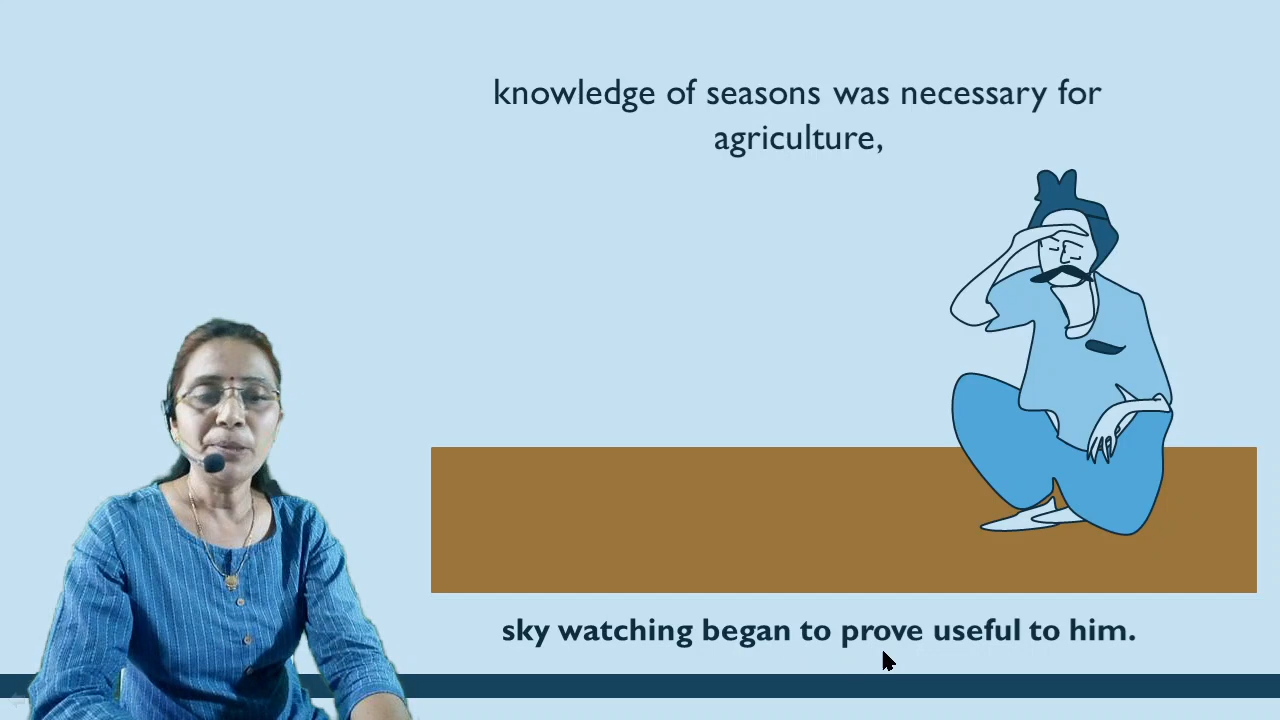 knowledge of seasons was necessary for
agriculture,
sky watching began to prove useful to him.